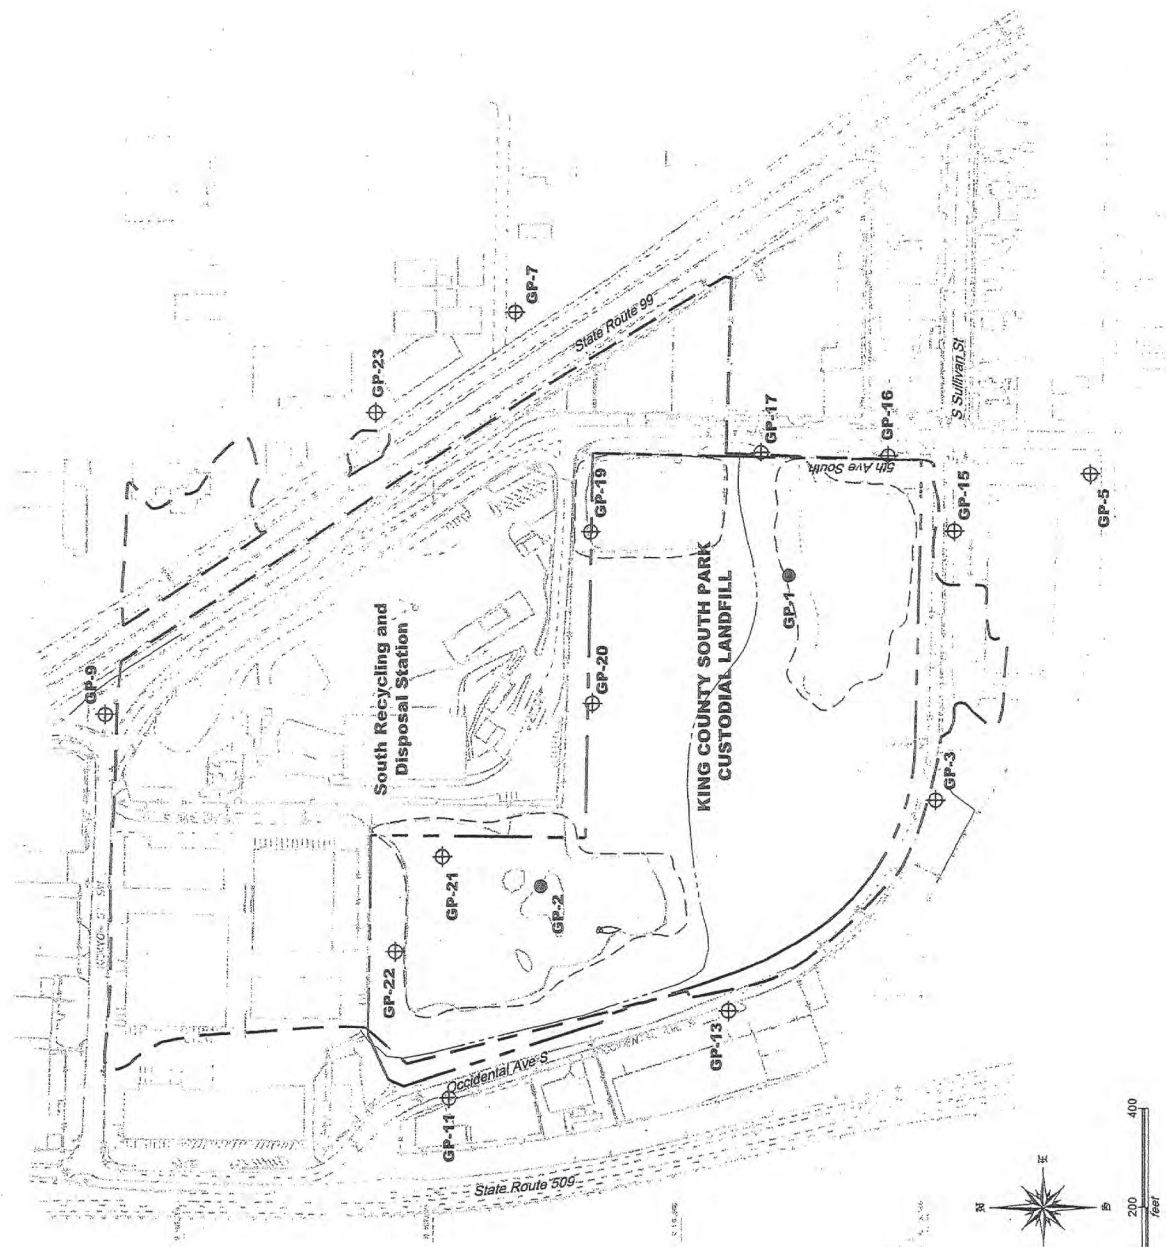 GP-7
State Route 99
GP-23
GP-17
GP-16
S Sullivan St
5th Ave South
GP-19
GP-15
GP-5
GP-1
GP-9
South Recycling and
Disposal Station
GP-20
KING COUNTY SOUTH PARK
CUSTODIAL LANDFILL
GP-3
GP-21
GP-2
GP-22
GP-13
Occidental Ave S
GP-11
State Route 509
N
E
S
200
400
feet